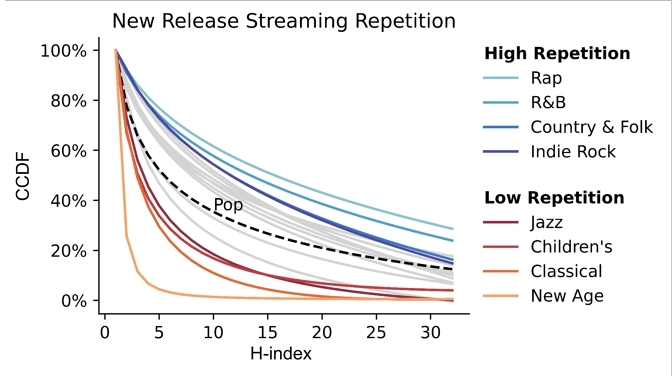 New Release Streaming Repetition
100%
80%
60%
40%
20%
0%
CCDF
Pop
0
5
10
15
20
25
30
H-index
High Repetition
Rap
R&B
Country & Folk
Indie Rock
Low Repetition
Jazz
Children's
Classical
New Age